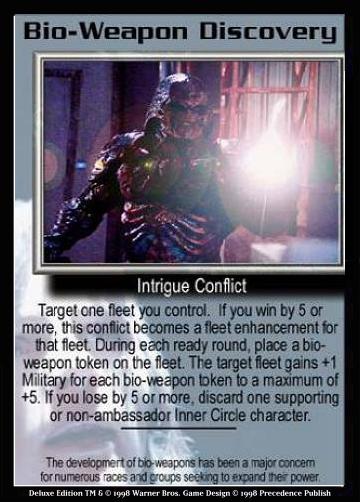 Bio-Weapon Discovery
Intrigue Conflict
Target one fleet you control. If you win by 5 or
more, this conflict becomes a fleet enhancement for
that fleet. During each ready round, place a bio-
weapon token on the fleet. The target fleet gains +1
Military for each bio-weapon token to a maximum of
+5. If you lose by 5 or more, discard one supporting
or non-ambassador Inner Circle character.
The development of bio-weapons has been a major concern
for numerous races and groups seeking to expand their power.
Deluxe Edition TM & © 1998 Warner Bros. Game Design © 1998 Precedence Publish